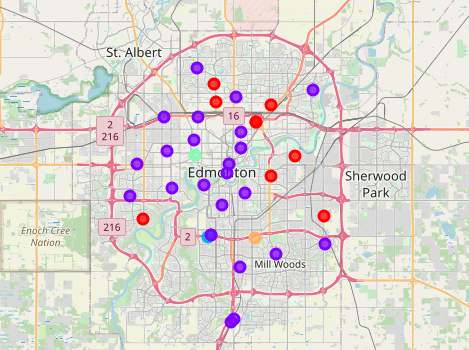 St. Albert
2
216
16
Edmonton
Sherwood
Park
216
Enoch Cree
Nation
2
Mill Woods